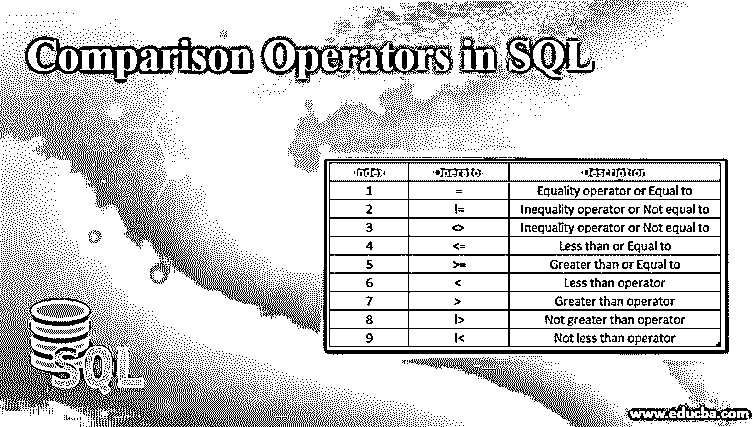 Comparison Operators in SQL
Index Operator Description
1 = Equality operator or Equal to
2 != Inequality operator or Not equal to
3 <> Inequality operator or Not equal to
4 <= Less than or Equal to
5 >= Greater than or Equal to
6 < Less than operator
7 > Greater than operator
8 !> Not greater than operator
9 !< Not less than operator
SQL
www.educba.com